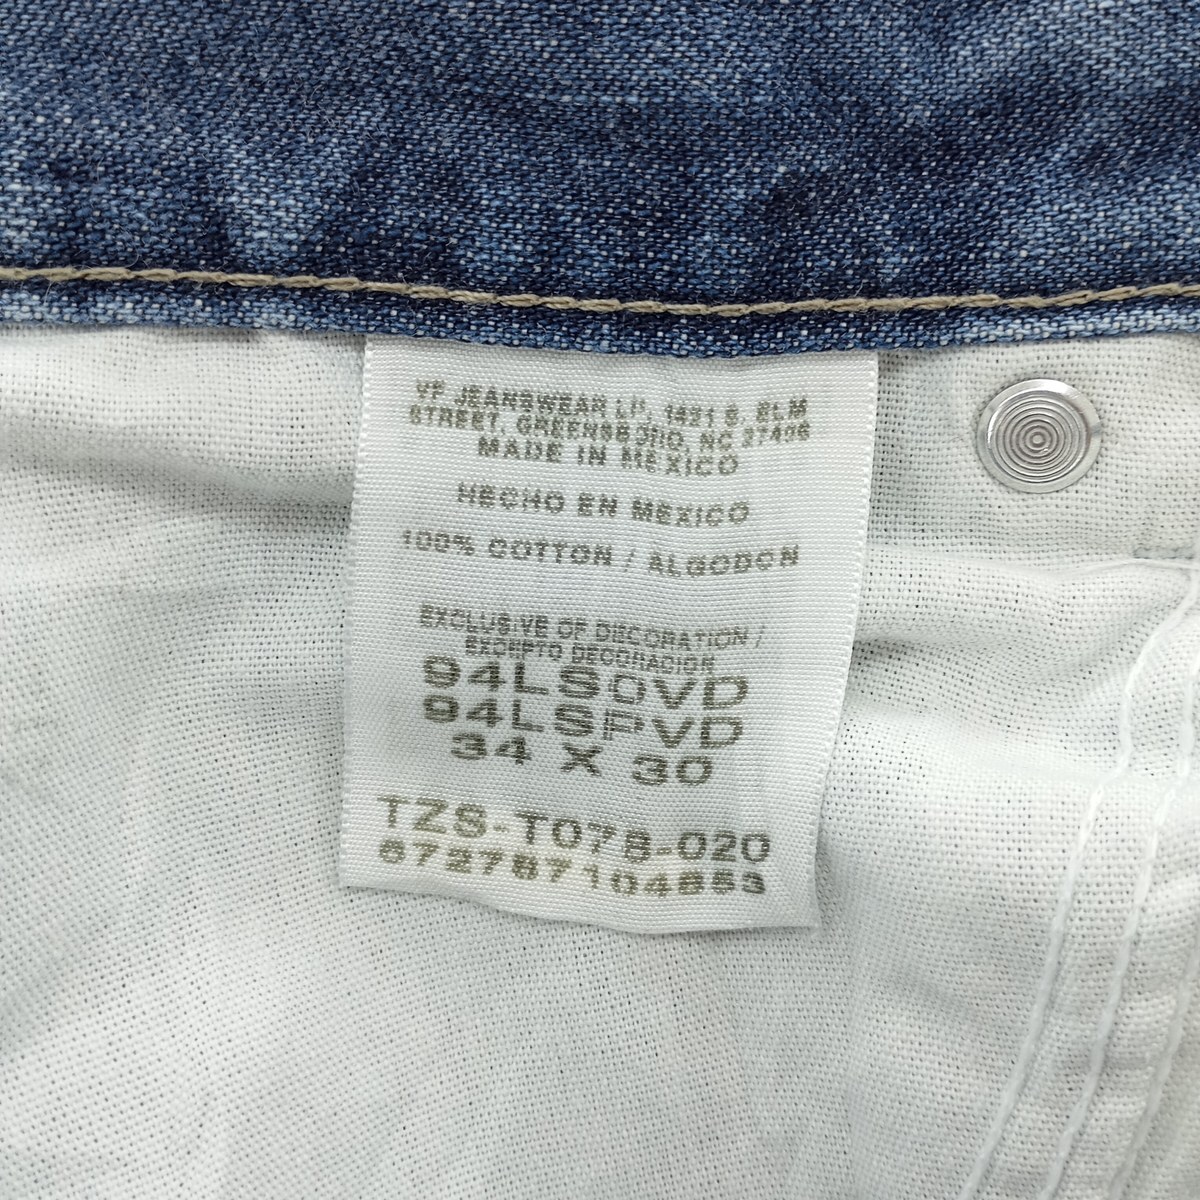 VF JEANSWEAR LP, 1421 S. ELM
STREET, GREENSBORO, NC 27406
MADE IN MEXICO
HECHO EN MEXICO
100% COTTON / ALGODON
EXCLUSIVE OF DECORATION /
EXCEPTO DECORACION
94LSOVD
94LSPVD
34 X 30
TZS-T078-020
672787104853